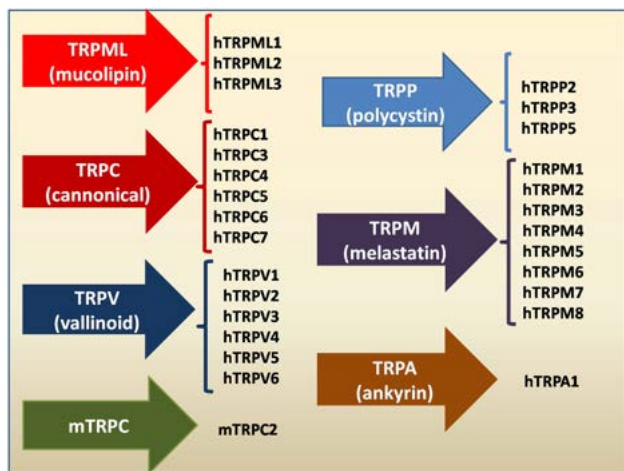 TRPML
(mucolipin)
hTRPML1
hTRPML2
hTRPML3
TRPC
(cannonical)
hTRPC1
hTRPC3
hTRPC4
hTRPC5
hTRPC6
hTRPC7
TRPV
(vallinoid)
hTRPV1
hTRPV2
hTRPV3
hTRPV4
hTRPV5
hTRPV6
mTRPC
mTRPC2
TRPP
(polycystin)
hTRPP2
hTRPP3
hTRPP5
TRPM
(melastatin)
hTRPM1
hTRPM2
hTRPM3
hTRPM4
hTRPM5
hTRPM6
hTRPM7
hTRPM8
TRPA
(ankyrin)
hTRPA1